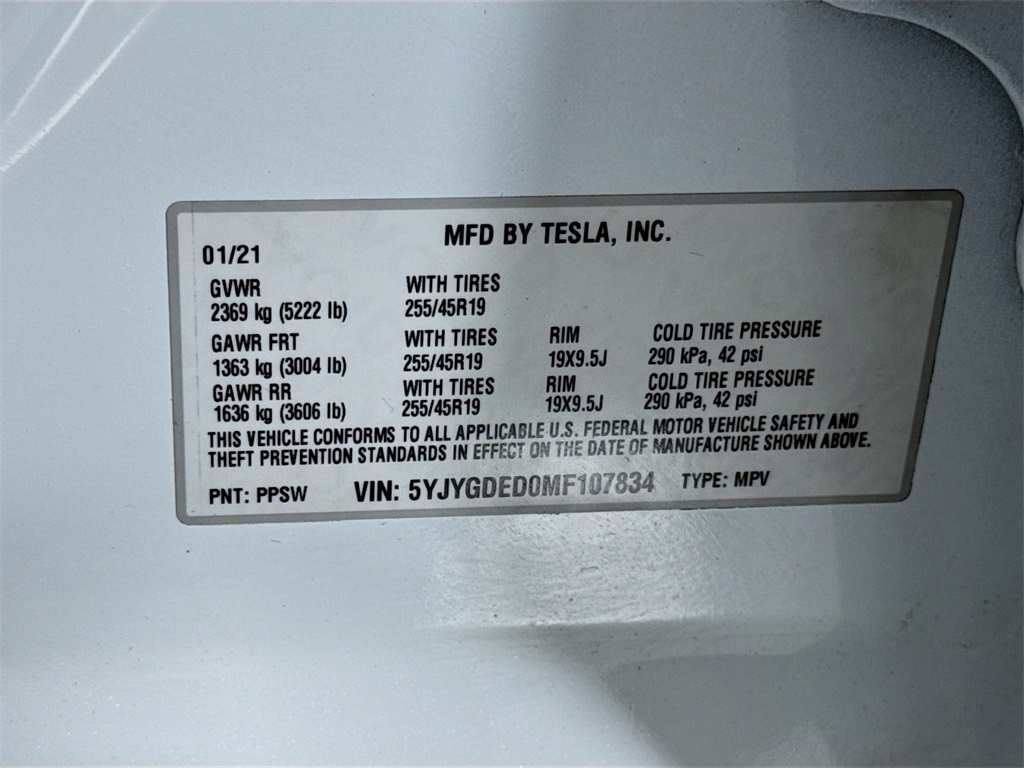 MFD BY TESLA, INC.
01/21
GVWR WITH TIRES
2369 kg (5222 lb) 255/45R19
GAWR FRT WITH TIRES RIM COLD TIRE PRESSURE
1363 kg (3004 lb) 255/45R19 19X9.5J 290 kPa, 42 psi
GAWR RR WITH TIRES RIM COLD TIRE PRESSURE
1636 kg (3606 lb) 255/45R19 19X9.5J 290 kPa, 42 psi
THIS VEHICLE CONFORMS TO ALL APPLICABLE U.S. FEDERAL MOTOR VEHICLE SAFETY AND
THEFT PREVENTION STANDARDS IN EFFECT ON THE DATE OF MANUFACTURE SHOWN ABOVE.
PNT: PPSW VIN: 5YJYGDED0MF107834 TYPE: MPV